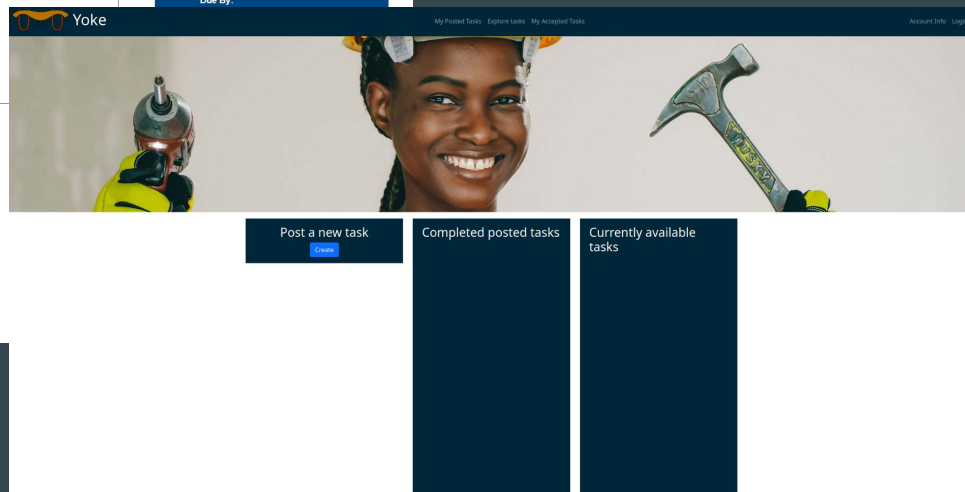 Due By:
Yoke
My Posted Tasks Explore tasks My Accepted Tasks
Account Info
HUSKY
Post a new task
Create
Completed posted tasks
Currently available
tasks